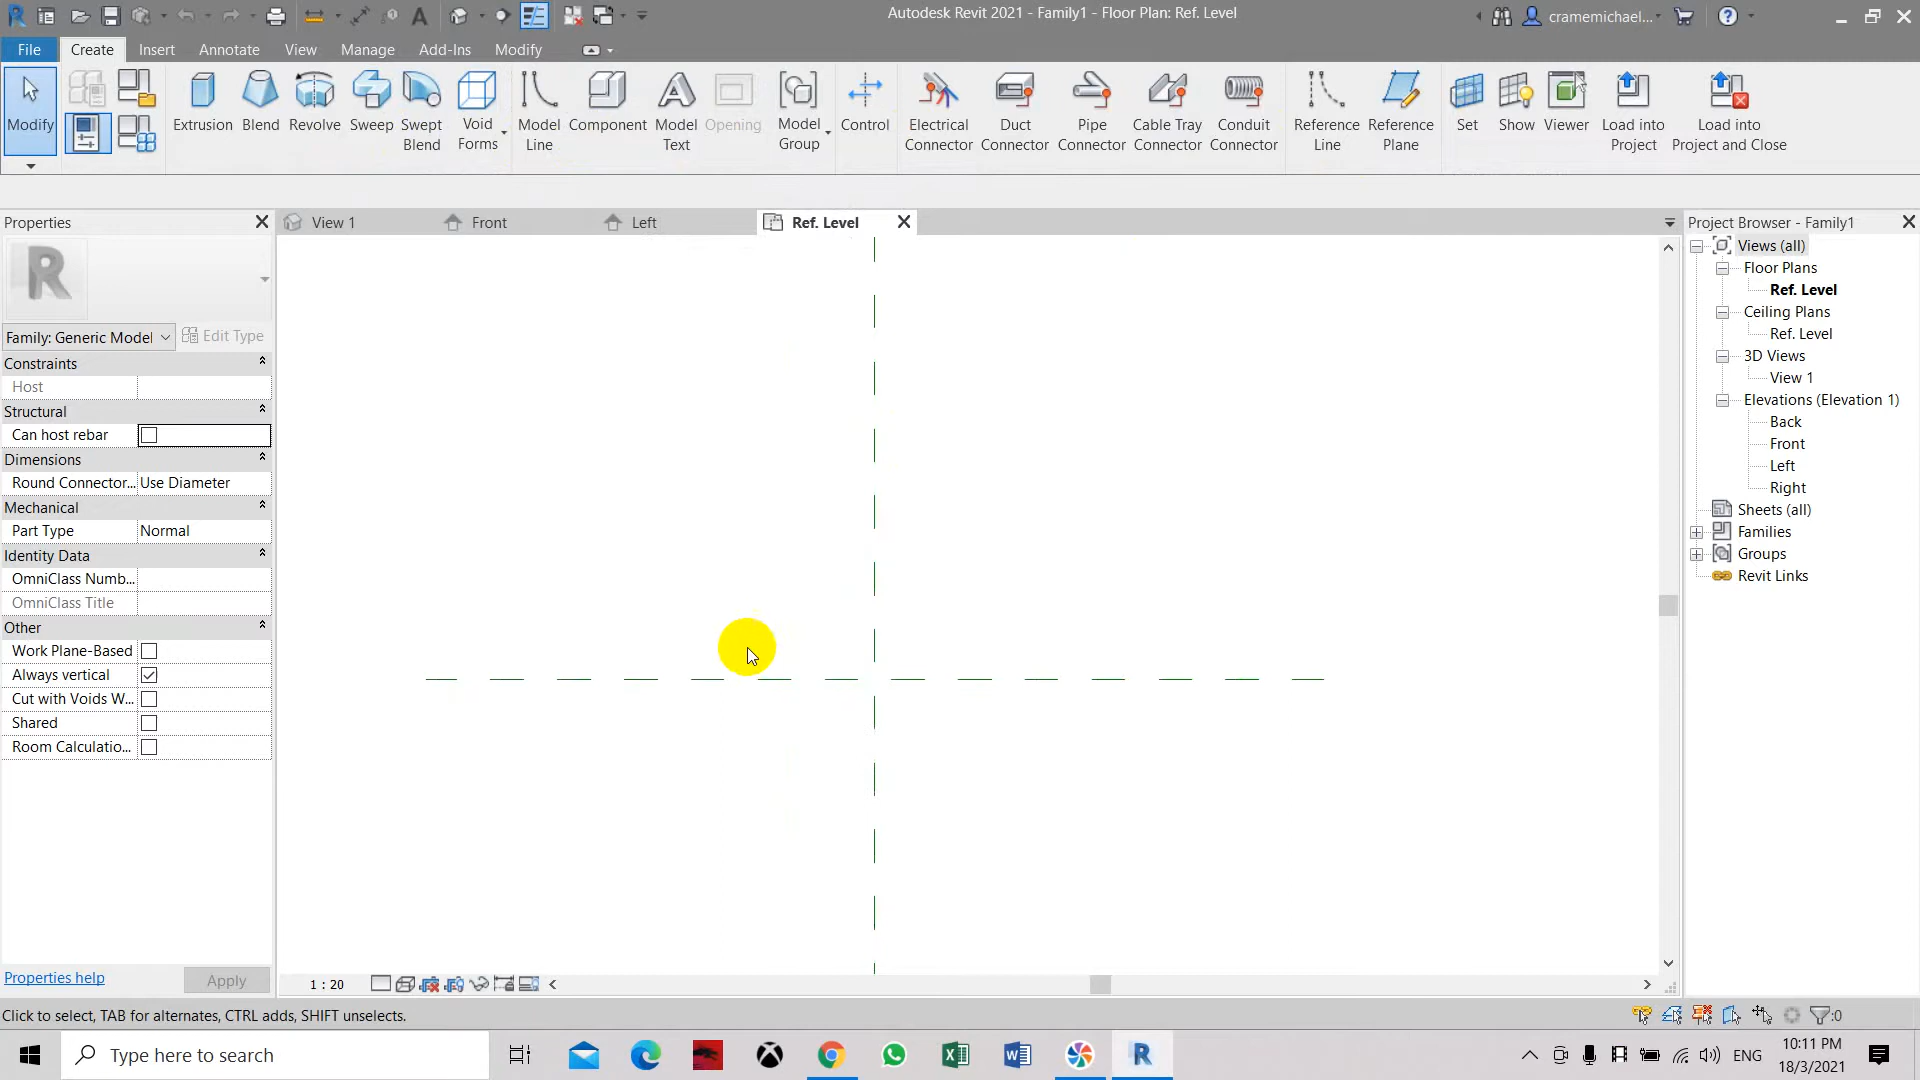 Autodesk Revit 2021 - Family1 - Floor Plan: Ref. Level
cramemichael...
File
Create
Insert
Annotate
View
Manage
Add-Ins
Modify
Modify
Extrusion
Blend
Revolve
Sweep
Swept
Blend
Void
Forms
Model
Line
Component
Model
Text
Opening
Model
Group
Control
Electrical
Connector
Duct
Connector
Pipe
Connector
Cable Tray
Connector
Conduit
Connector
Reference
Line
Reference
Plane
Set
Show
Viewer
Load into
Project
Load into
Project and Close
Properties
View 1
Front
Left
Ref. Level
Project Browser - Family1
Family: Generic Model
Edit Type
Constraints
Host
Structural
Can host rebar
Dimensions
Round Connector... Use Diameter
Mechanical
Part Type Normal
Identity Data
OmniClass Numb...
OmniClass Title
Other
Work Plane-Based
Always vertical
Cut with Voids W...
Shared
Room Calculatio...
Properties help
Apply
Views (all)
Floor Plans
Ref. Level
Ceiling Plans
Ref. Level
3D Views
View 1
Elevations (Elevation 1)
Back
Front
Left
Right
Sheets (all)
Families
Groups
Revit Links
1 : 20
Click to select, TAB for alternates, CTRL adds, SHIFT unselects.
:0
Type here to search
ENG
10:11 PM
18/3/2021